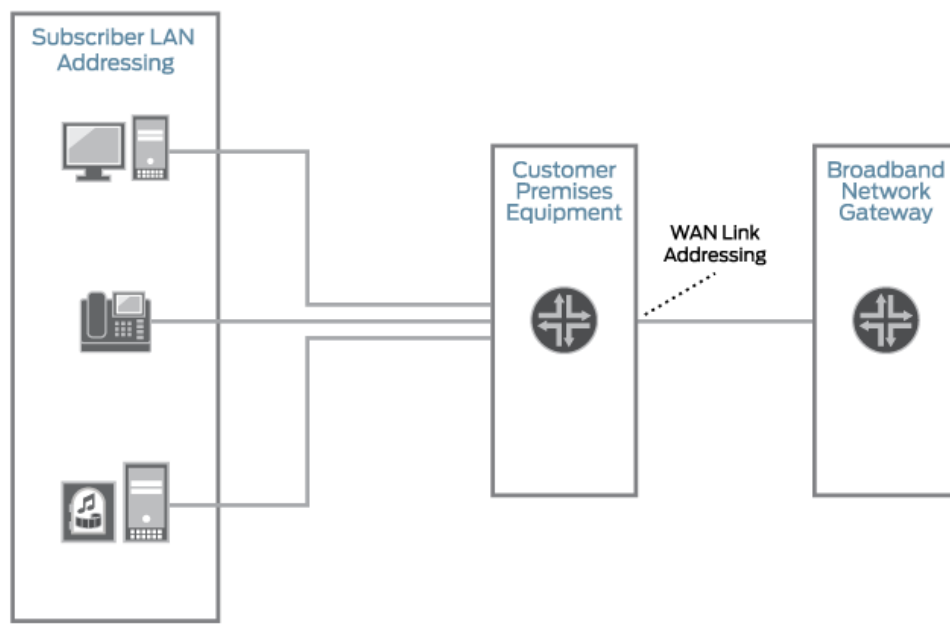 Subscriber LAN
Addressing
Customer
Premises
Equipment
WAN Link
Addressing
Broadband
Network
Gateway